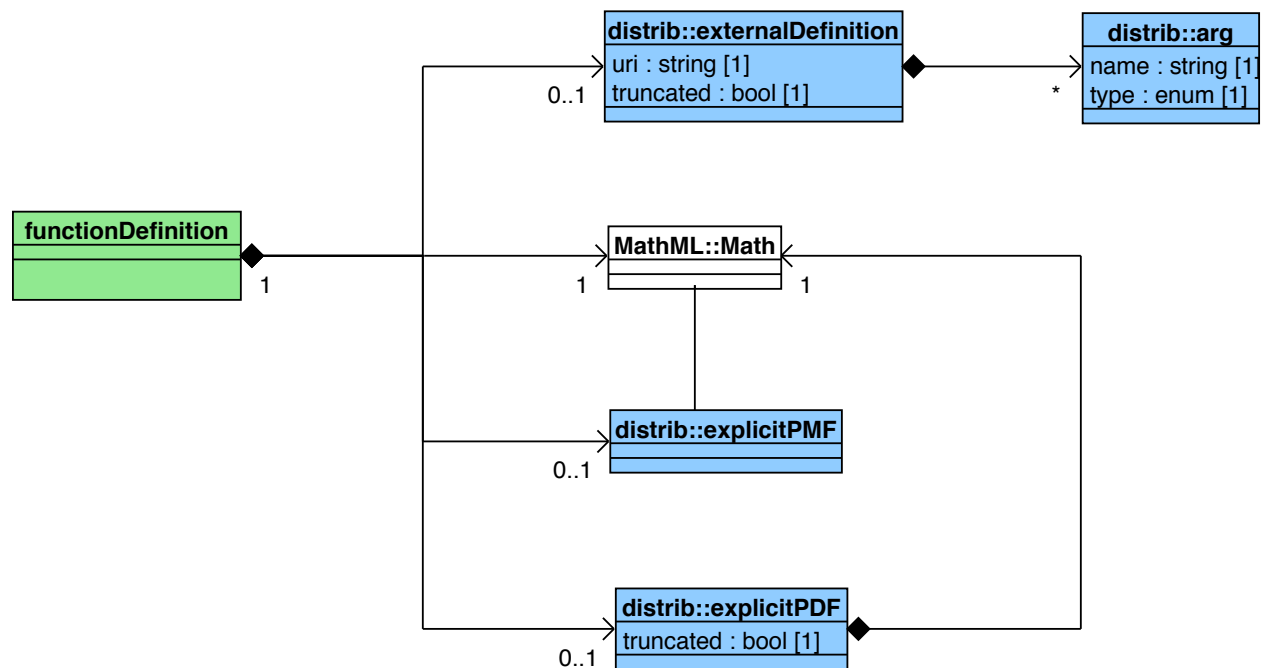 distrib::externalDefinition
uri : string [1]
truncated : bool [1]
0..1
distrib::arg
name : string [1]
type : enum [1]
*
functionDefinition
1
MathML::Math
1
1
distrib::explicitPMF
0..1
distrib::explicitPDF
truncated : bool [1]
0..1